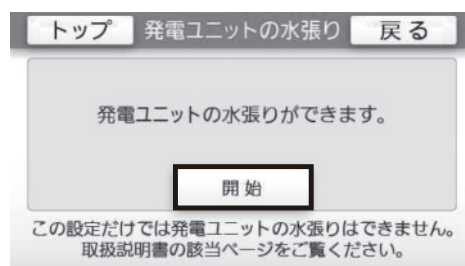 トップ 発電ユニットの水張り 戻る
発電ユニットの水張りができます。
開始
この設定だけでは発電ユニットの水張りはできません。
取扱説明書の該当ページをご覧ください。